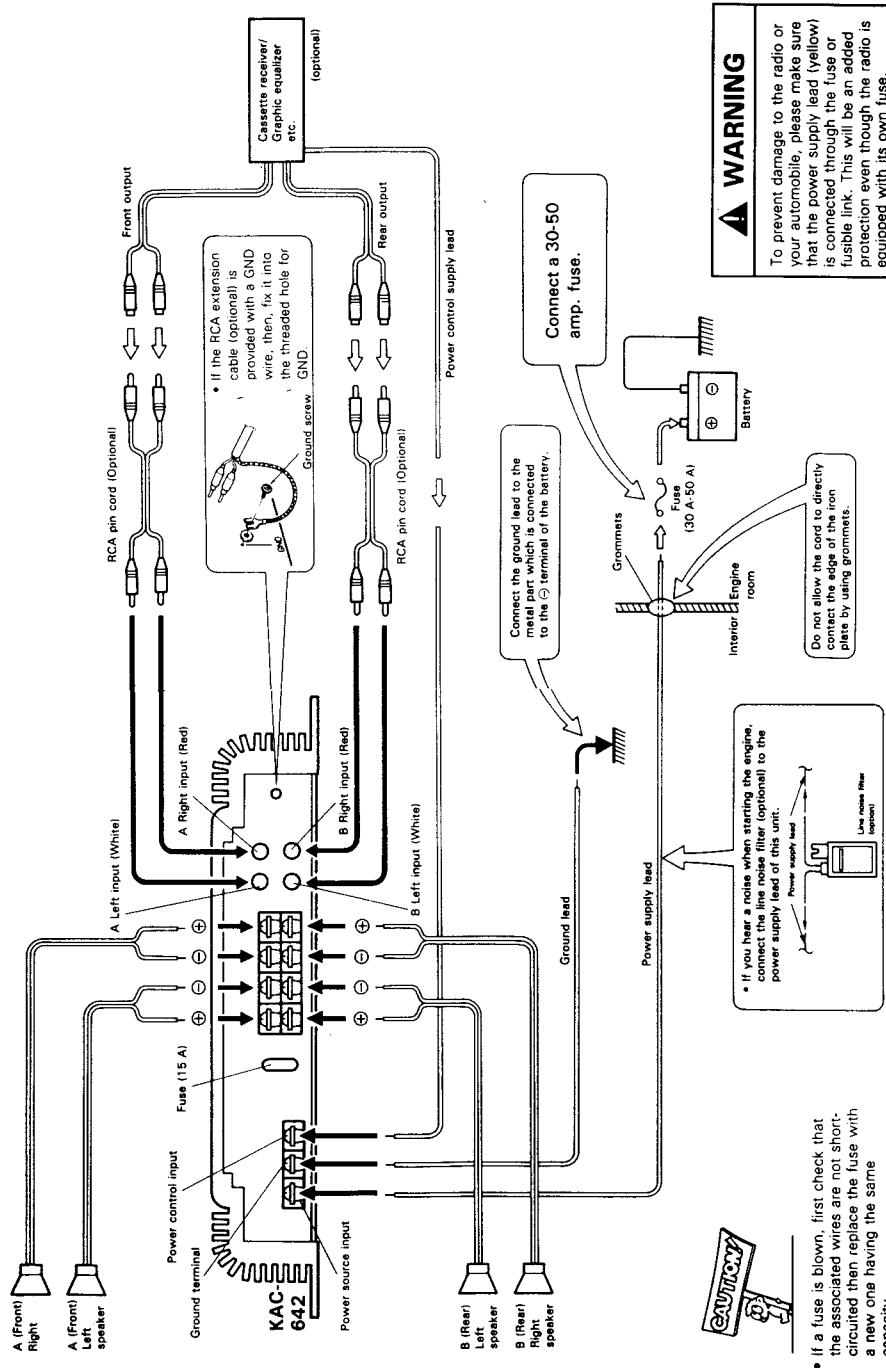 A (Front)
Right
A (Front)
Left
speaker
Ground terminal
Power control input
KAC-
642
Power source input
B (Rear)
Left
speaker
B (Rear)
Right
speaker
Fuse (15 A)
⊕ ⊖ ⊖ ⊕
⊕ ⊖ ⊖ ⊕
A Left input (White)
A Right input (Red)
B Left input (White)
B Right input (Red)
RCA pin cord (Optional)
Front output
• If the RCA extension
cable (optional) is
provided with a GND
wire, then, fix it into
the threaded hole for
GND.
GND
Ground screw
RCA pin cord (Optional)
Rear output
Cassette receiver/
Graphic equalizer
etc.
(optional)
Power control supply lead
Connect the ground lead to the
metal part which is connected
to the ⊖ terminal of the battery.
Ground lead
Power supply lead
Connect a 30-50
amp. fuse.
Grommets
Fuse
(30 A-50 A)
⊕ ⊖
Battery
Interior
Engine
room
Do not allow the cord to directly
contact the edge of the iron
plate by using grommets.
• If you hear a noise when starting the engine,
connect the line noise filter (optional) to the
power supply lead of this unit.
Power supply lead
Line noise filter
(option)
CAUTION!
• If a fuse is blown, first check that
the associated wires are not short-
circuited then replace the fuse with
a new one having the same
capacity.
WARNING
To prevent damage to the radio or
your automobile, please make sure
that the power supply lead (yellow)
is connected through the fuse or
fusible link. This will be an added
protection even though the radio is
equipped with its own fuse.